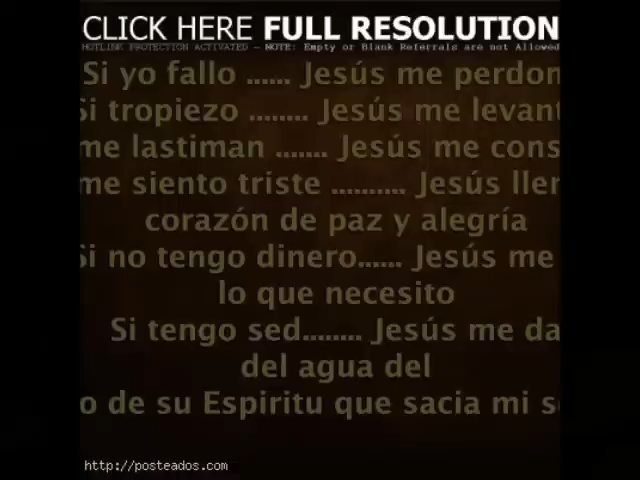 CLICK HERE FULL RESOLUTION
HOTLINK PROTECTION ACTIVATED - NOTE: Empty or Blank Referrals are not Allowed
Si yo fallo ...... Jesús me perdon
Si tropiezo ........ Jesús me levant
me lastiman ....... Jesús me cons
me siento triste .......... Jesús llen
corazón de paz y alegría
Si no tengo dinero...... Jesús me
lo que necesito
Si tengo sed........ Jesús me da
del agua del
o de su Espiritu que sacia mi s
http://posteados.com